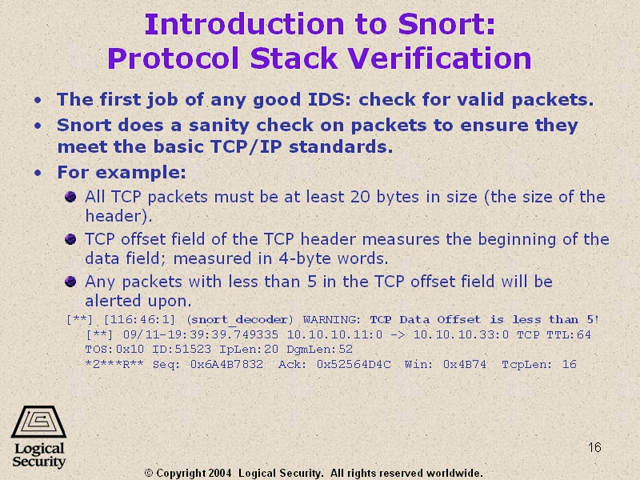 Introduction to Snort:
Protocol Stack Verification
• The first job of any good IDS: check for valid packets.
• Snort does a sanity check on packets to ensure they
meet the basic TCP/IP standards.
• For example:
All TCP packets must be at least 20 bytes in size (the size of the
header).
TCP offset field of the TCP header measures the beginning of the
data field; measured in 4-byte words.
Any packets with less than 5 in the TCP offset field will be
alerted upon.
[**] [116:46:1] (snort_decoder) WARNING: TCP Data Offset is less than 5!
[**] 09/11-19:39:39.749335 10.10.10.11:0 -> 10.10.10.33:0 TCP TTL:64
TOS:0x10 ID:51523 IpLen:20 DgmLen:52
*2***R** Seq: 0x6A4B7832 Ack: 0x52564D4C Win: 0x4B74 TcpLen: 16
Logical
Security
16
© Copyright 2004 Logical Security. All rights reserved worldwide.